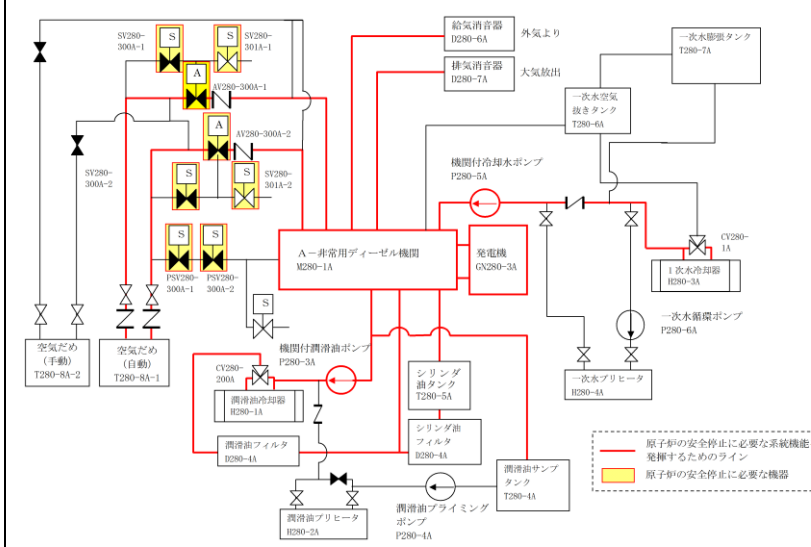 SV280-
300A-1
SV280-
301A-1
S
S
A
AV280-300A-1
A
AV280-300A-2
SV280-
300A-2
S
S
SV280-
301A-2
S
S
PSV280-
300A-1
PSV280-
300A-2
S
給気消音器
D280-6A
外気より
排気消音器
D280-7A
大気放出
一次水膨張タンク
T280-7A
一次水空気
抜きタンク
T280-6A
機関付冷却水ポンプ
P280-5A
A－非常用ディーゼル機関
M280-1A
発電機
GN280-3A
CV280-
1A
1次水冷却器
H280-3A
一次水循環ポンプ
P280-6A
一次水プリヒータ
H280-4A
空気だめ
(手動)
T280-8A-2
空気だめ
(自動)
T280-8A-1
機関付潤滑油ポンプ
P280-3A
CV280-
200A
潤滑油冷却器
H280-1A
シリンダ
油タンク
T280-5A
シリンダ油
フィルタ
D280-4A
潤滑油フィルタ
D280-4A
潤滑油サンプ
タンク
T280-4A
潤滑油プライミング
ポンプ
P280-4A
潤滑油プリヒータ
H280-2A
原子炉の安全停止に必要な系統機能
発揮するためのライン
原子炉の安全停止に必要な機器